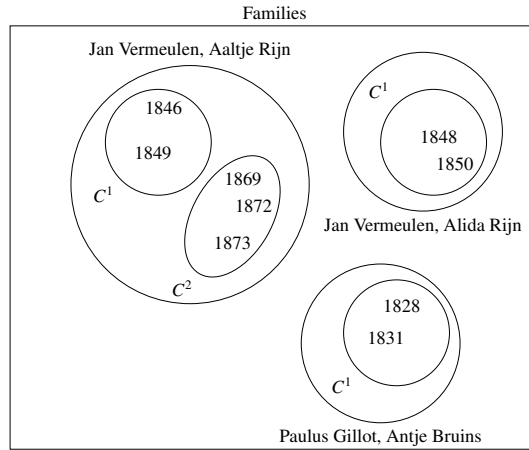 Families
Jan Vermeulen, Aaltje Rijn
1846
1849
C¹
1869
1872
1873
C²
C¹
1848
1850
Jan Vermeulen, Alida Rijn
1828
1831
C¹
Paulus Gillot, Antje Bruins